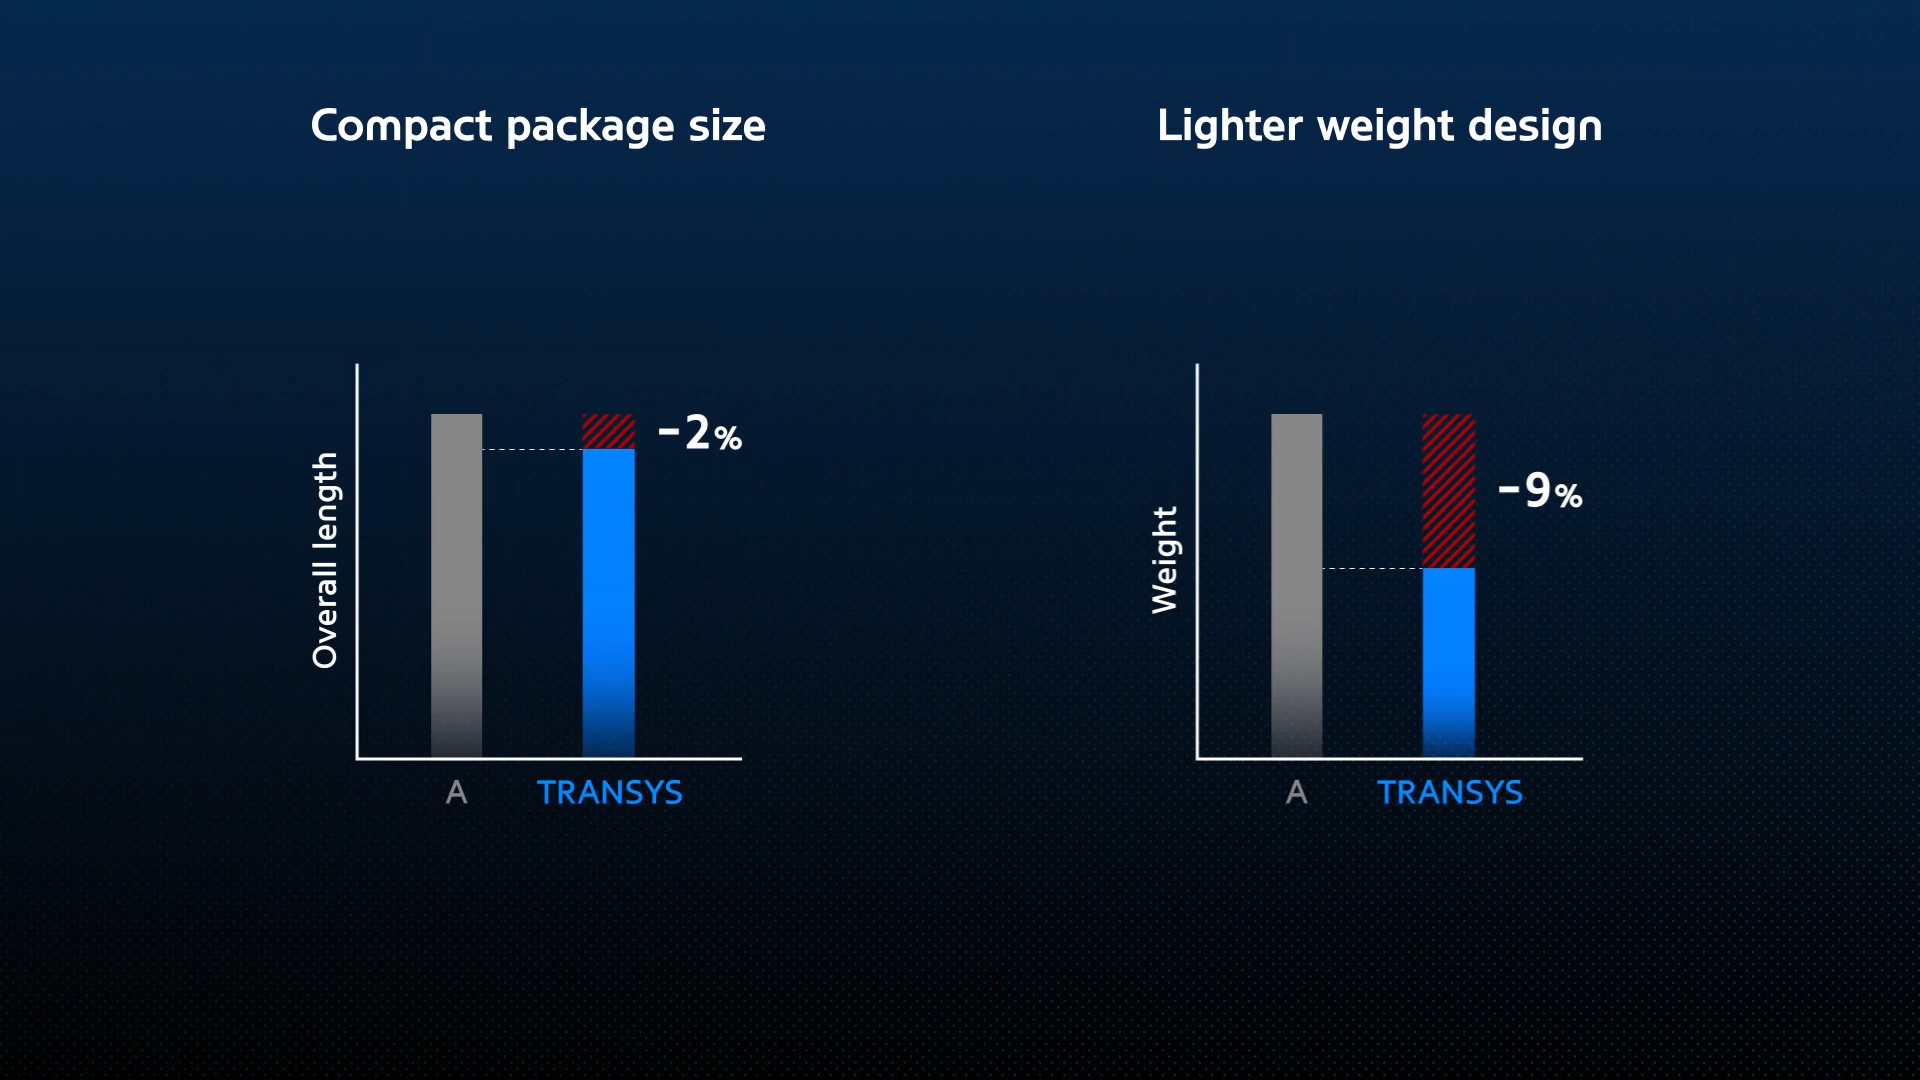 Compact package size
Overall length
-2%
A
TRANSYS
Lighter weight design
Weight
-9%
A
TRANSYS